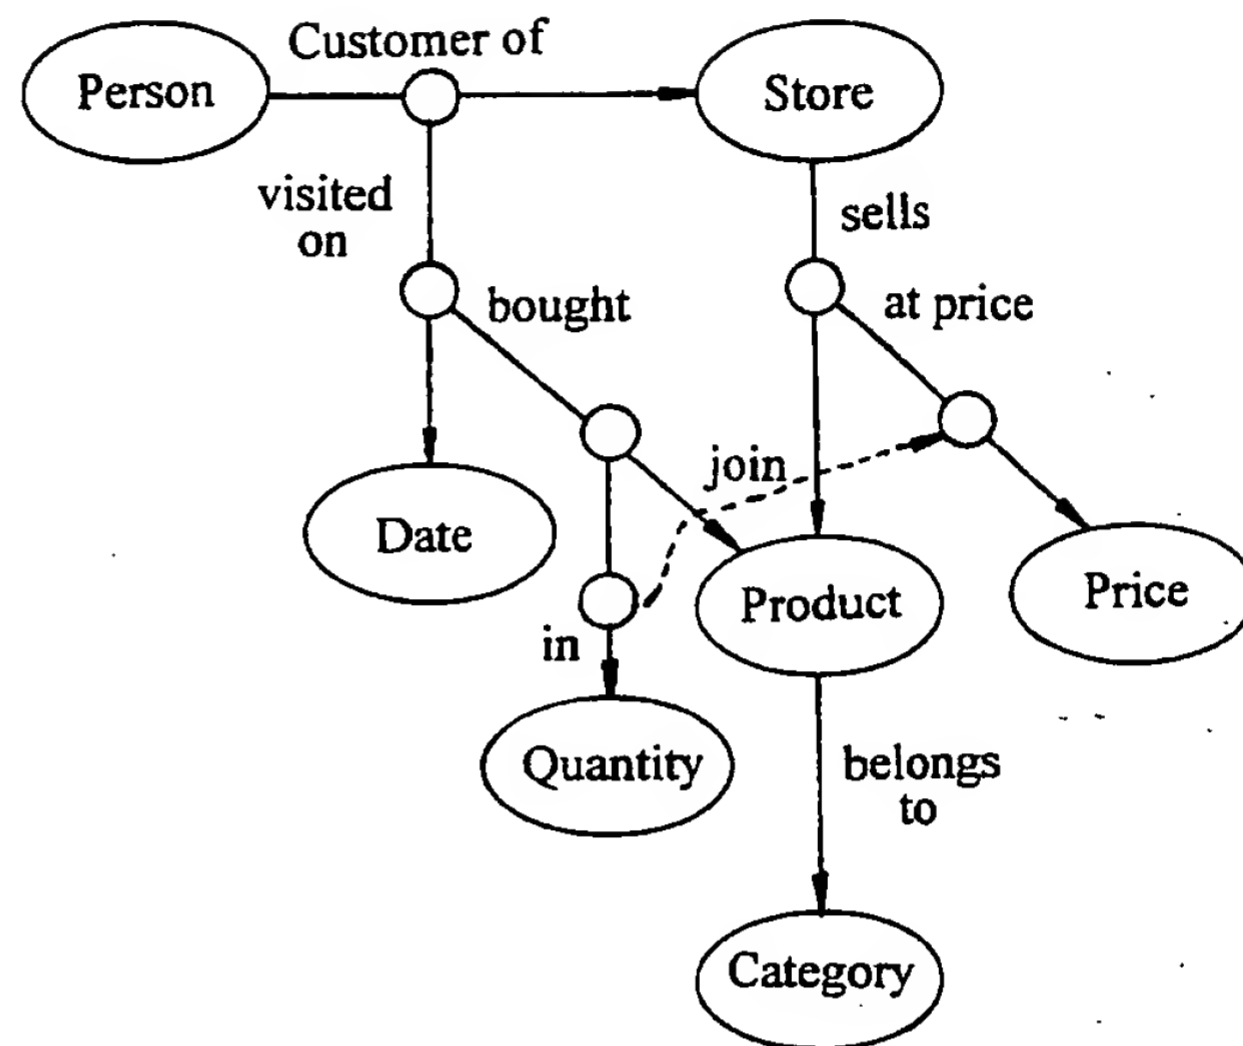 Customer of
Person
Store
visited
on
sells
bought
at price
join
Date
Product
Price
in
Quantity
belongs
to
Category